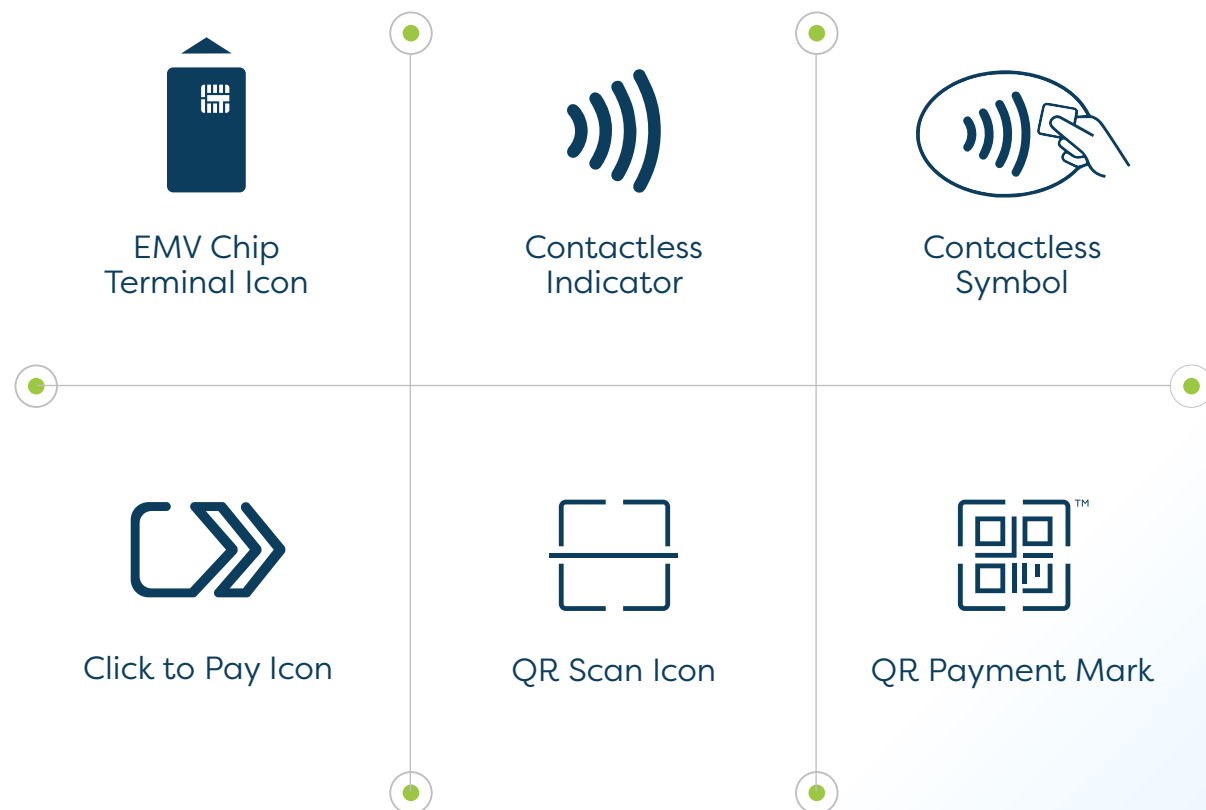 EMV Chip
Terminal Icon
Contactless
Indicator
Contactless
Symbol
Click to Pay Icon
QR Scan Icon
TM
QR Payment Mark